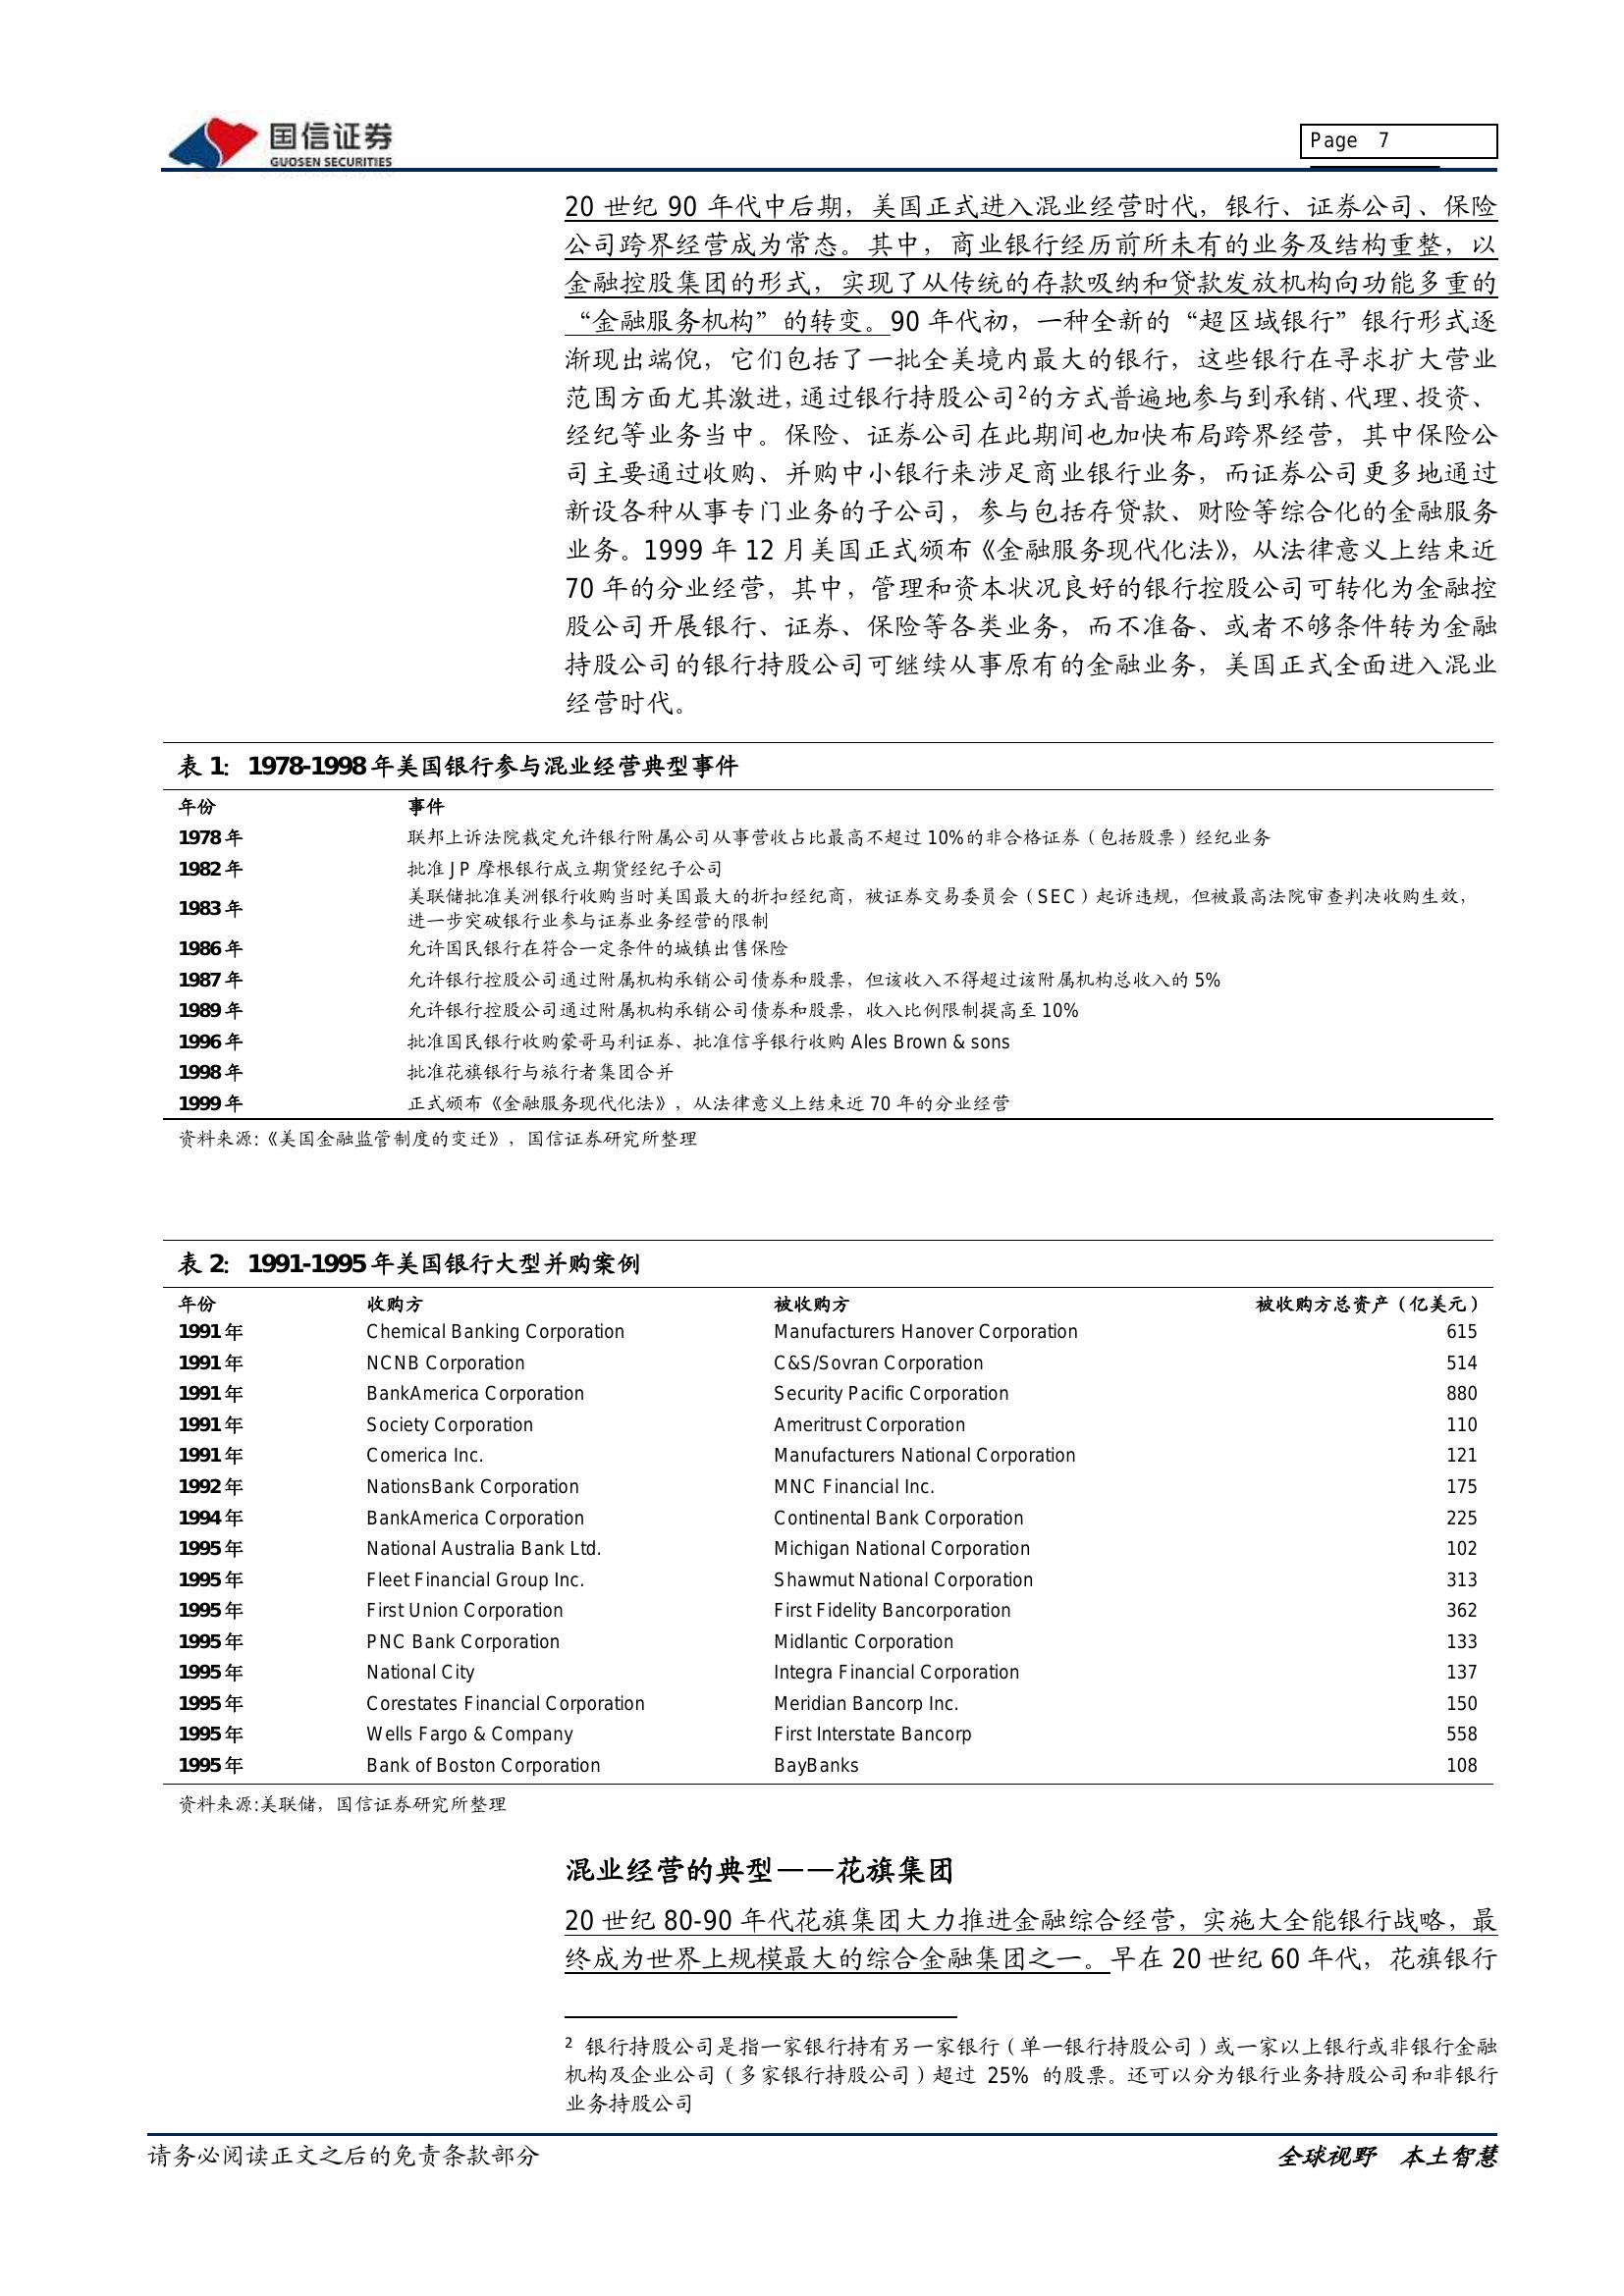 国信证券
GUOSEN SECURITIES
Page 7
20 世纪 90 年代中后期，美国正式进入混业经营时代，银行、证券公司、保险
公司跨界经营成为常态。其中，商业银行经历前所未有的业务及结构重整，以
金融控股集团的形式，实现了从传统的存款吸纳和贷款发放机构向功能多重的
“金融服务机构”的转变。90 年代初，一种全新的“超区域银行”银行形式逐
渐现出端倪，它们包括了一批全美境内最大的银行，这些银行在寻求扩大营业
范围方面尤其激进，通过银行持股公司2的方式普遍地参与到承销、代理、投资、
经纪等业务当中。保险、证券公司在此期间也加快布局跨界经营，其中保险公
司主要通过收购、并购中小银行来涉足商业银行业务，而证券公司更多地通过
新设各种从事专门业务的子公司，参与包括存贷款、财险等综合化的金融服务
业务。1999 年 12 月美国正式颁布《金融服务现代化法》，从法律意义上结束近
70 年的分业经营，其中，管理和资本状况良好的银行控股公司可转化为金融控
股公司开展银行、证券、保险等各类业务，而不准备、或者不够条件转为金融
持股公司的银行持股公司可继续从事原有的金融业务，美国正式全面进入混业
经营时代。
表 1：1978-1998 年美国银行参与混业经营典型事件
年份 事件
1978 年 联邦上诉法院裁定允许银行附属公司从事营收占比最高不超过 10%的非合格证券（包括股票）经纪业务
1982 年 批准 JP 摩根银行成立期货经纪子公司
1983 年 美联储批准美洲银行收购当时美国最大的折扣经纪商，被证券交易委员会（SEC）起诉违规，但被最高法院审查判决收购生效，
进一步突破银行业参与证券业务经营的限制
1986 年 允许国民银行在符合一定条件的城镇出售保险
1987 年 允许银行控股公司通过附属机构承销公司债券和股票，但该收入不得超过该附属机构总收入的 5%
1989 年 允许银行控股公司通过附属机构承销公司债券和股票，收入比例限制提高至 10%
1996 年 批准国民银行收购蒙哥马利证券、批准信孚银行收购 Ales Brown & sons
1998 年 批准花旗银行与旅行者集团合并
1999 年 正式颁布《金融服务现代化法》，从法律意义上结束近 70 年的分业经营
资料来源:《美国金融监管制度的变迁》，国信证券研究所整理
表 2：1991-1995 年美国银行大型并购案例
年份 收购方 被收购方 被收购方总资产（亿美元）
1991 年 Chemical Banking Corporation Manufacturers Hanover Corporation 615
1991 年 NCNB Corporation C&S/Sovran Corporation 514
1991 年 BankAmerica Corporation Security Pacific Corporation 880
1991 年 Society Corporation Ameritrust Corporation 110
1991 年 Comerica Inc. Manufacturers National Corporation 121
1992 年 NationsBank Corporation MNC Financial Inc. 175
1994 年 BankAmerica Corporation Continental Bank Corporation 225
1995 年 National Australia Bank Ltd. Michigan National Corporation 102
1995 年 Fleet Financial Group Inc. Shawmut National Corporation 313
1995 年 First Union Corporation First Fidelity Bancorporation 362
1995 年 PNC Bank Corporation Midlantic Corporation 133
1995 年 National City Integra Financial Corporation 137
1995 年 Corestates Financial Corporation Meridian Bancorp Inc. 150
1995 年 Wells Fargo & Company First Interstate Bancorp 558
1995 年 Bank of Boston Corporation BayBanks 108
资料来源:美联储，国信证券研究所整理
混业经营的典型——花旗集团
20 世纪 80-90 年代花旗集团大力推进金融综合经营，实施大全能银行战略，最
终成为世界上规模最大的综合金融集团之一。早在 20 世纪 60 年代，花旗银行
2 银行持股公司是指一家银行持有另一家银行（单一银行持股公司）或一家以上银行或非银行金融
机构及企业公司（多家银行持股公司）超过 25% 的股票。还可以分为银行业务持股公司和非银行
业务持股公司
请务必阅读正文之后的免责条款部分 全球视野 本土智慧